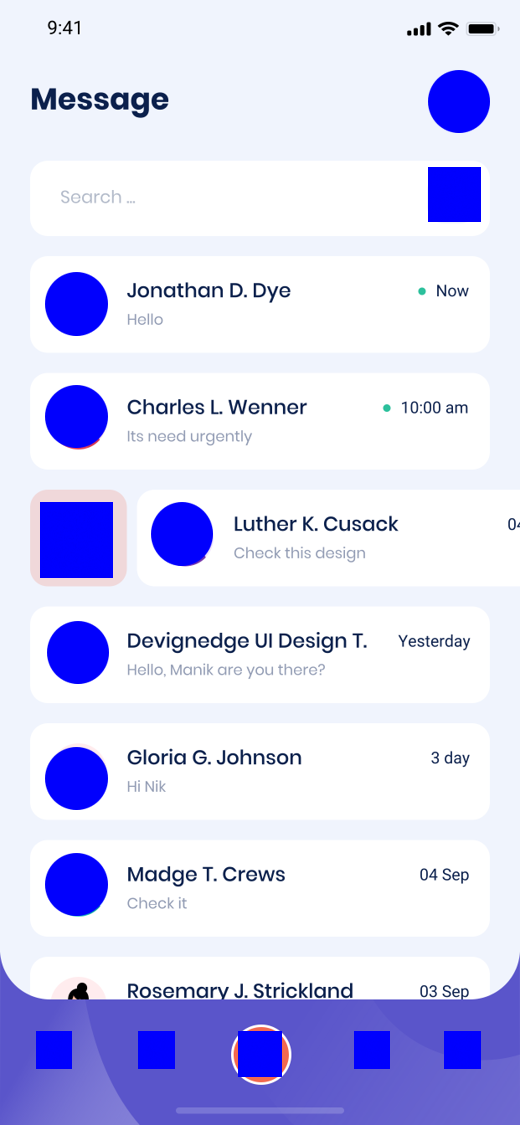 9:41
Message
Search ...
Jonathan D. Dye
Now
Hello
Charles L. Wenner
10:00 am
Its need urgently
Luther K. Cusack
04
Check this design
Devignedge UI Design T.
Yesterday
Hello, Manik are you there?
Gloria G. Johnson
3 day
Hi Nik
Madge T. Crews
04 Sep
Check it
Rosemary J. Strickland
03 Sep